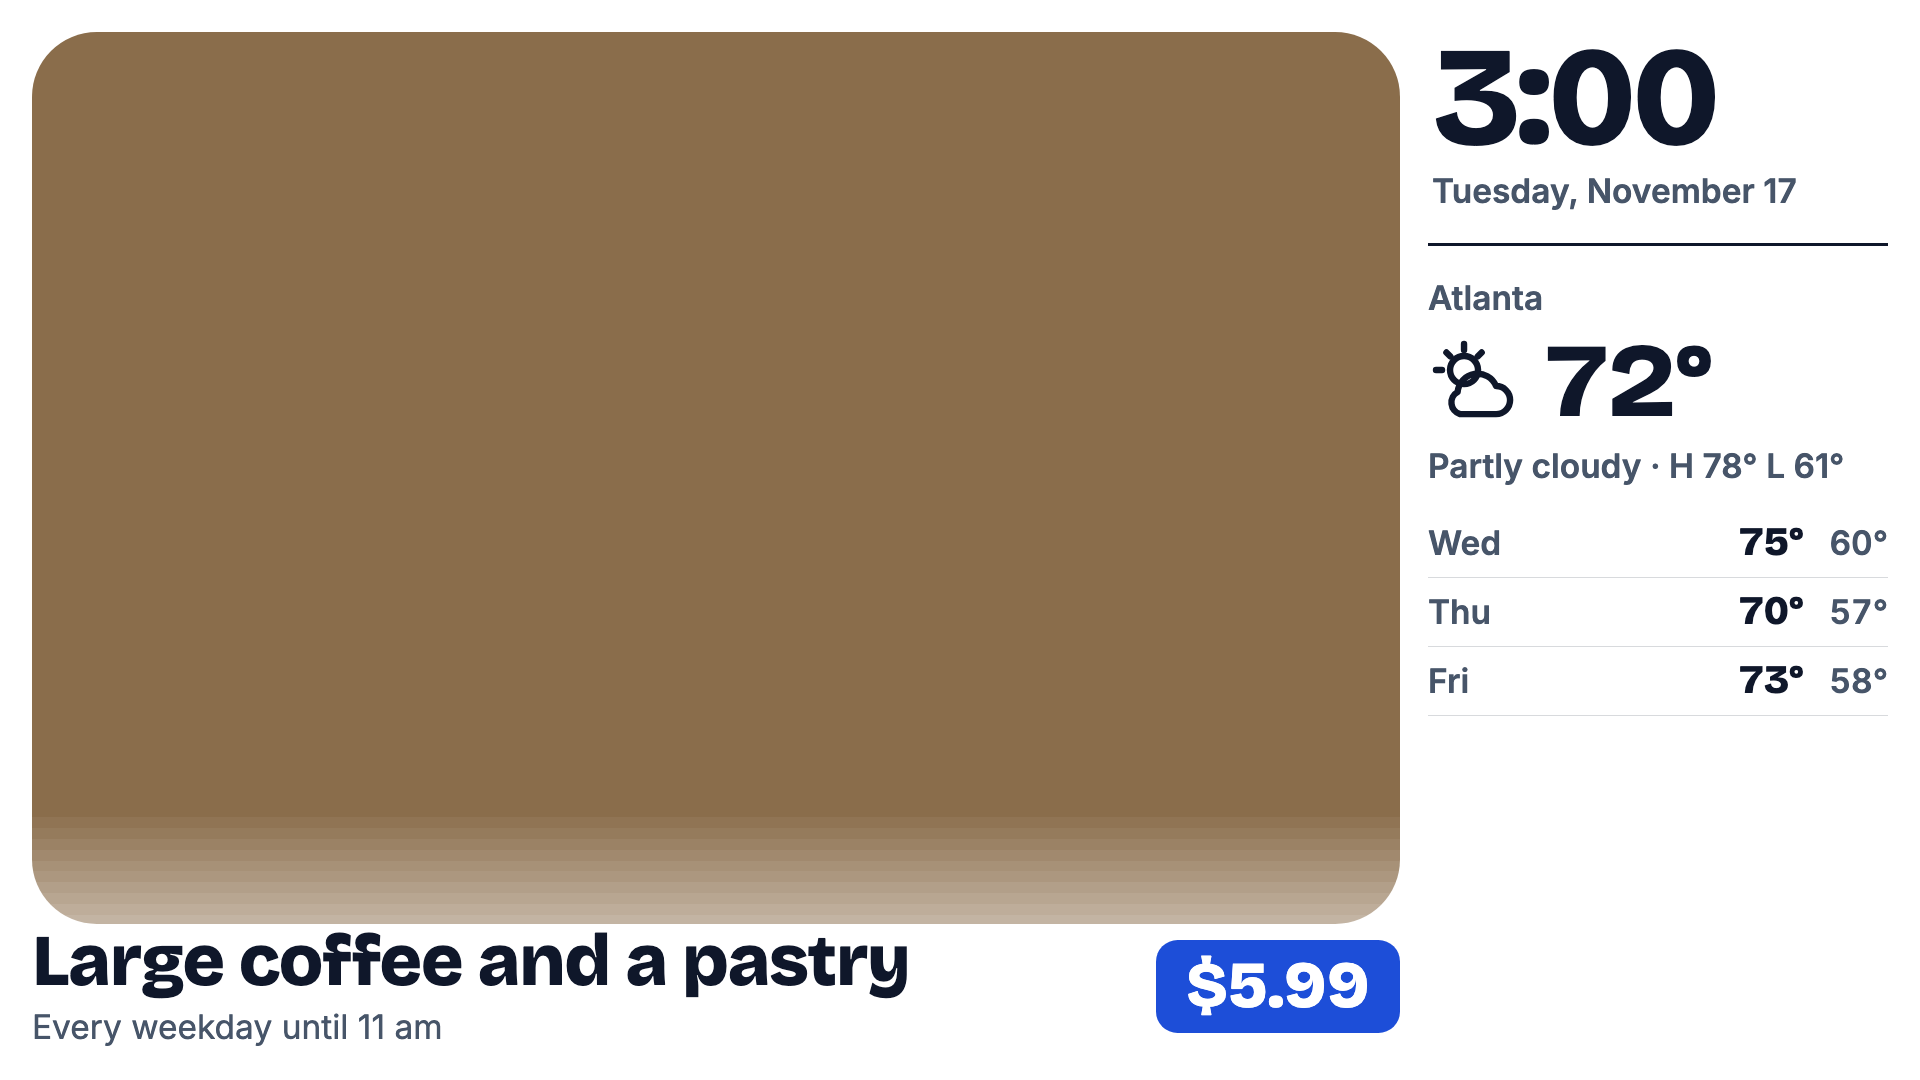 3:00
Tuesday, November 17
Atlanta
72°
Partly cloudy · H 78° L 61°
Wed 75° 60°
Thu 70° 57°
Fri 73° 58°
Large coffee and a pastry
Every weekday until 11 am
$5.99